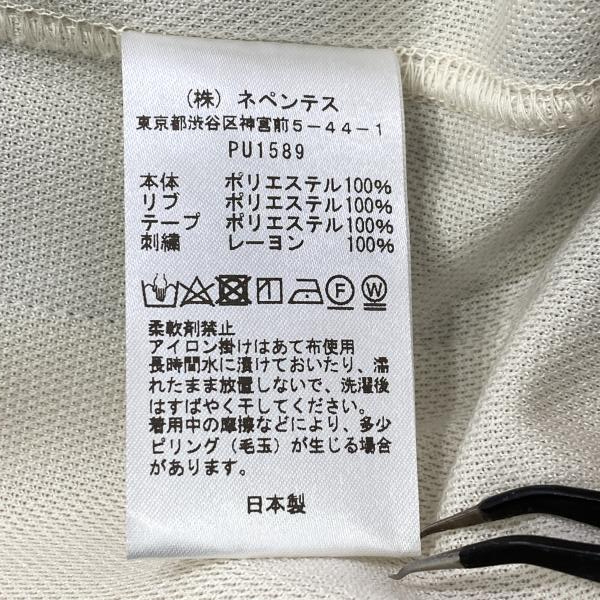 （株）ネペンテス
東京都渋谷区神宮前５－４４－１
PU1589
本体 ポリエステル100%
リブ ポリエステル100%
テープ ポリエステル100%
刺繍 レーヨン 100%
F W
柔軟剤禁止
アイロン掛けはあて布使用
長時間水に漬けておいたり、濡
れたまま放置しないで、洗濯後
はすばやく干してください。
着用中の摩擦などにより、多少
ピリング（毛玉）が生じる場合
があります。
日本製